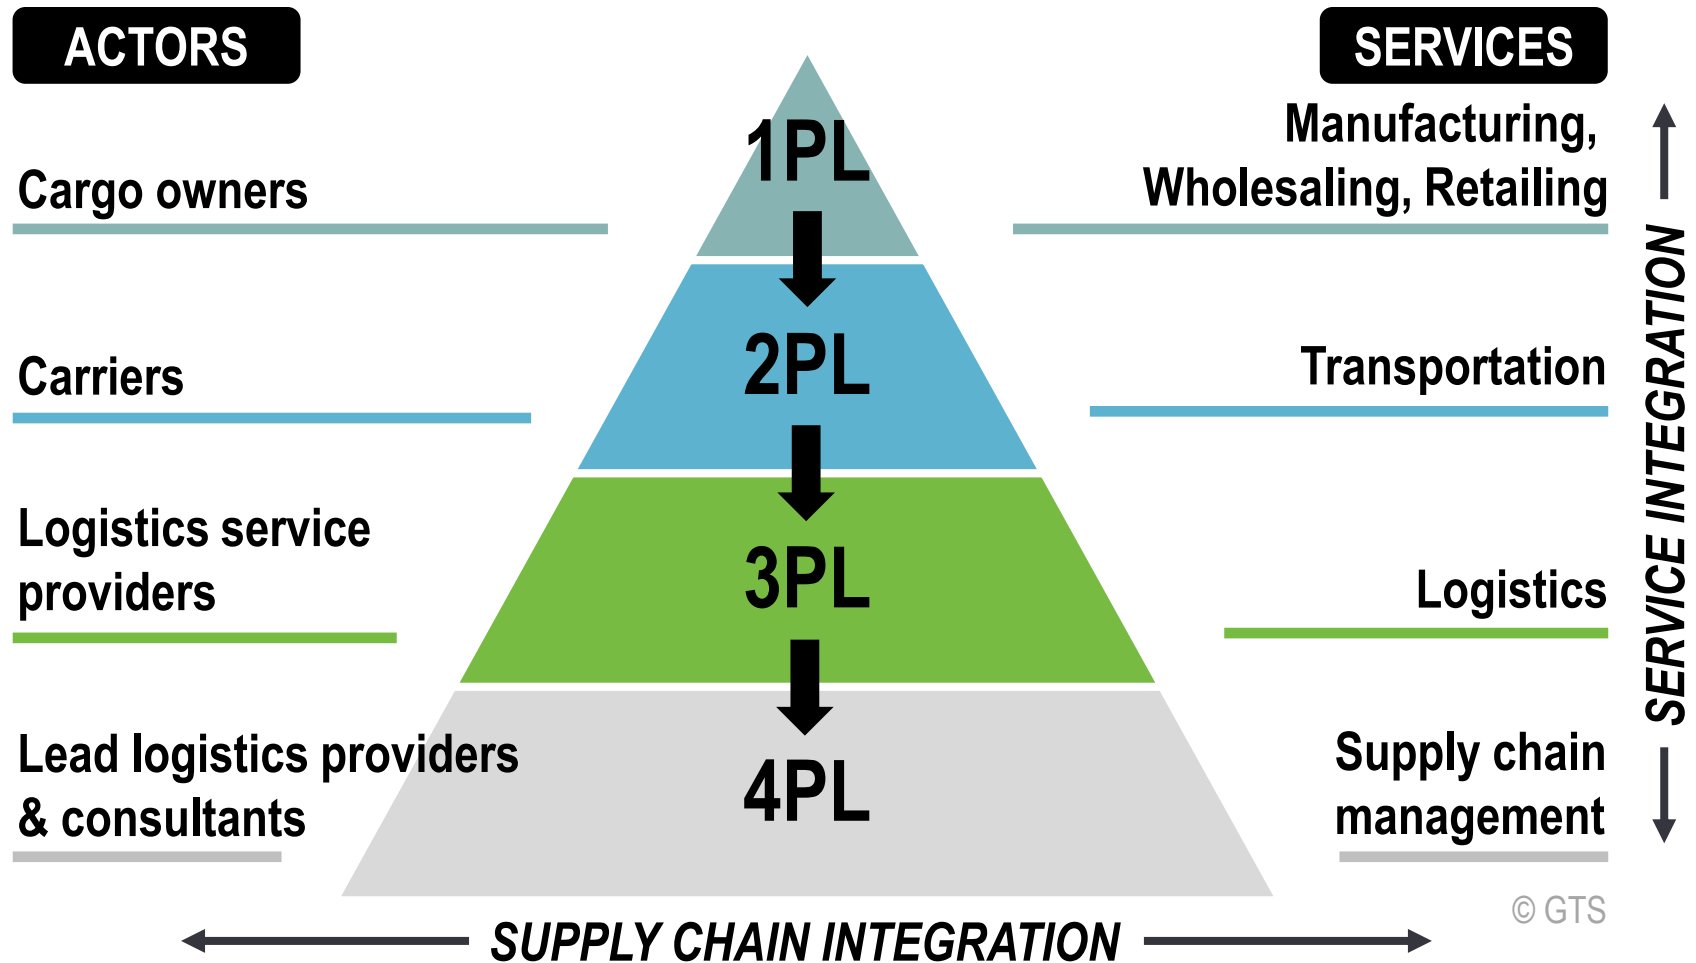 ACTORS
SERVICES
1PL
Manufacturing,
Wholesaling, Retailing
Cargo owners
2PL
Carriers
Transportation
3PL
Logistics service
providers
Logistics
4PL
Lead logistics providers
& consultants
Supply chain
management
SERVICE INTEGRATION
© GTS
SUPPLY CHAIN INTEGRATION